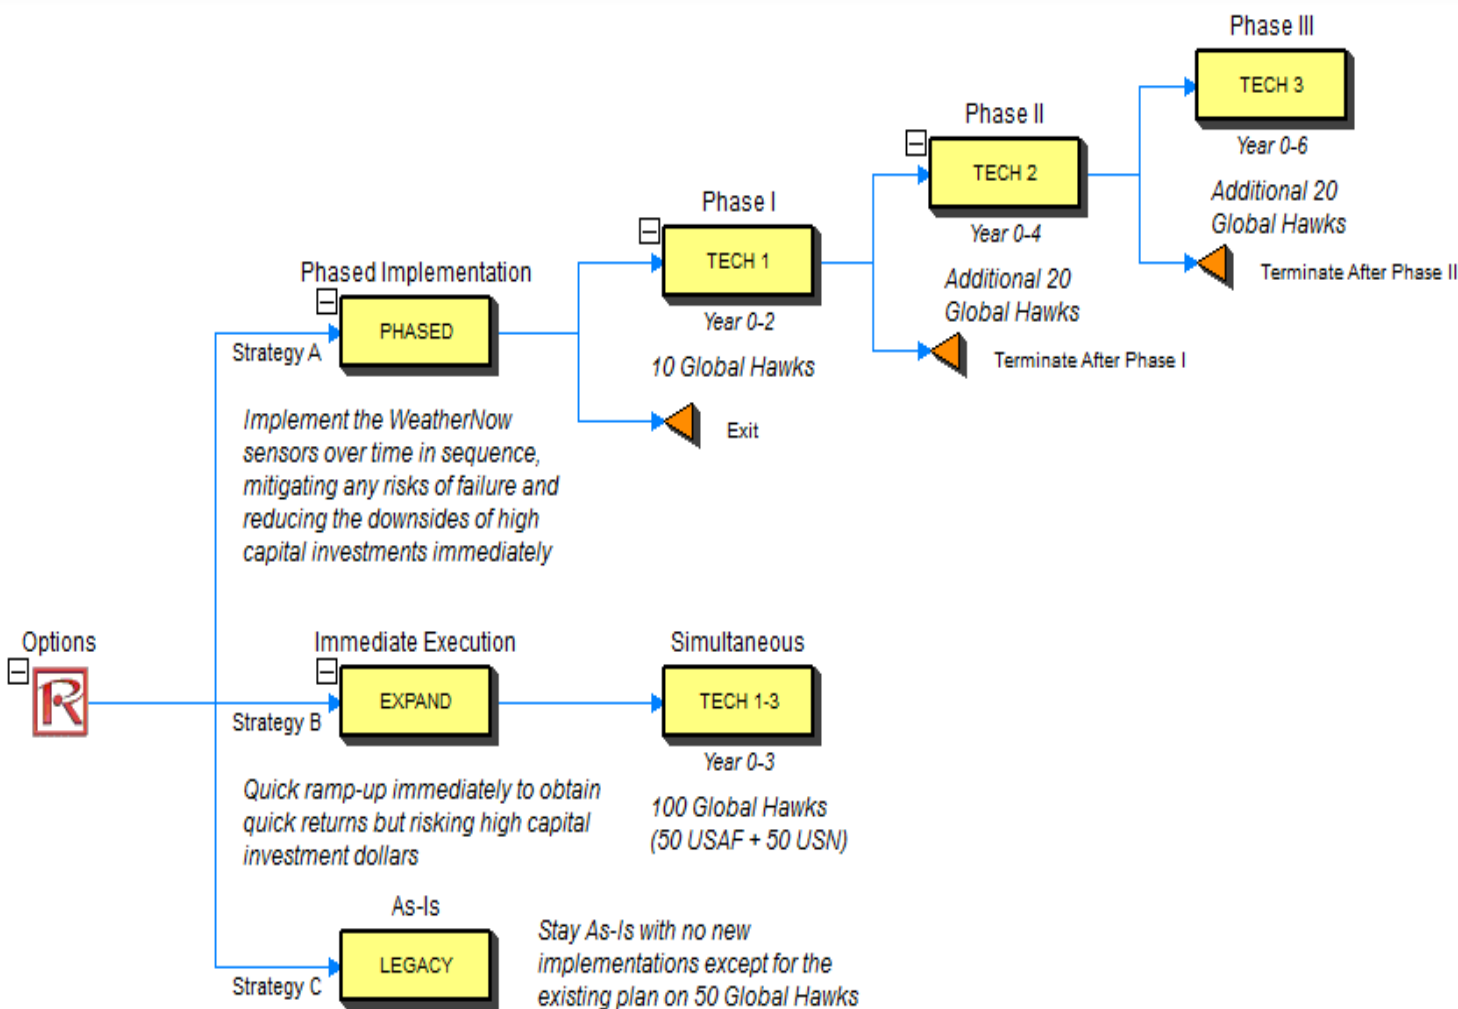 Phase III
TECH 3
Year 0-6
Additional 20
Global Hawks
Terminate After Phase II
Phase II
TECH 2
Year 0-4
Additional 20
Global Hawks
Terminate After Phase I
Phase I
TECH 1
Year 0-2
10 Global Hawks
Exit
Phased Implementation
PHASED
Strategy A
Implement the WeatherNow
sensors over time in sequence,
mitigating any risks of failure and
reducing the downsides of high
capital investments immediately
Options
R
Immediate Execution
EXPAND
Strategy B
Quick ramp-up immediately to obtain
quick returns but risking high capital
investment dollars
Simultaneous
TECH 1-3
Year 0-3
100 Global Hawks
(50 USAF + 50 USN)
As-Is
LEGACY
Strategy C
Stay As-Is with no new
implementations except for the
existing plan on 50 Global Hawks